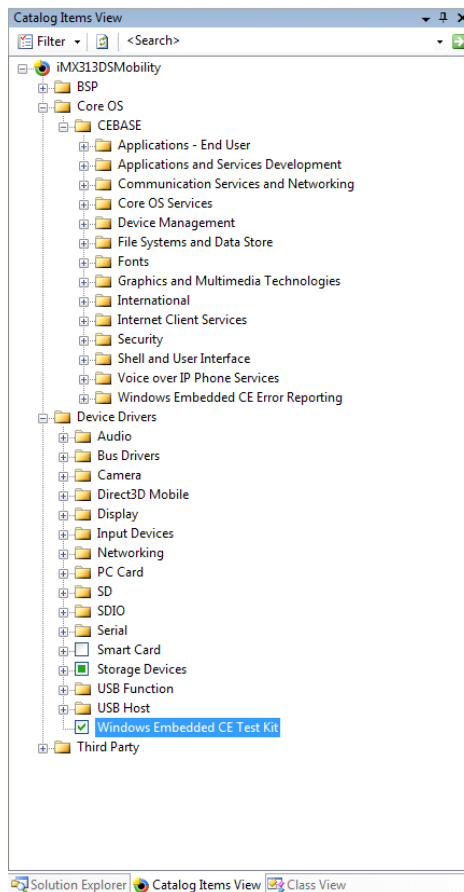 Catalog Items View
Filter <Search>
iMX313DSMobility
BSP
Core OS
CEBASE
Applications - End User
Applications and Services Development
Communication Services and Networking
Core OS Services
Device Management
File Systems and Data Store
Fonts
Graphics and Multimedia Technologies
International
Internet Client Services
Security
Shell and User Interface
Voice over IP Phone Services
Windows Embedded CE Error Reporting
Device Drivers
Audio
Bus Drivers
Camera
Direct3D Mobile
Display
Input Devices
Networking
PC Card
SD
SDIO
Serial
Smart Card
Storage Devices
USB Function
USB Host
Windows Embedded CE Test Kit
Third Party
Solution Explorer Catalog Items View Class View